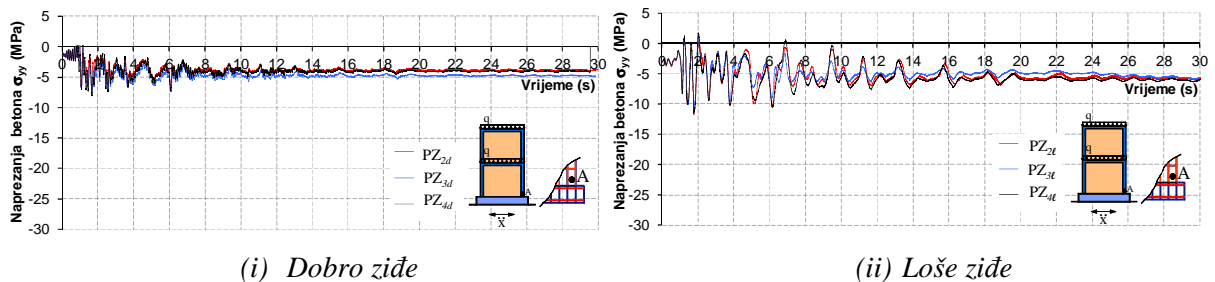 Naprezanja betona σyy (MPa)
5
0
-5
-10
-15
-20
-25
-30
0 2 4 6 8 10 12 14 16 18 20 22 24 26 28 30
Vrijeme (s)
PZ2d
PZ3d
PZ4d
q
q
A
A
ẍ
(i) Dobro ziđe
Naprezanja betona σyy (MPa)
5
0
-5
-10
-15
-20
-25
-30
0 2 4 6 8 10 12 14 16 18 20 22 24 26 28 30
Vrijeme (s)
PZ2ℓ
PZ3ℓ
PZ4ℓ
q
q
A
A
ẍ
(ii) Loše ziđe